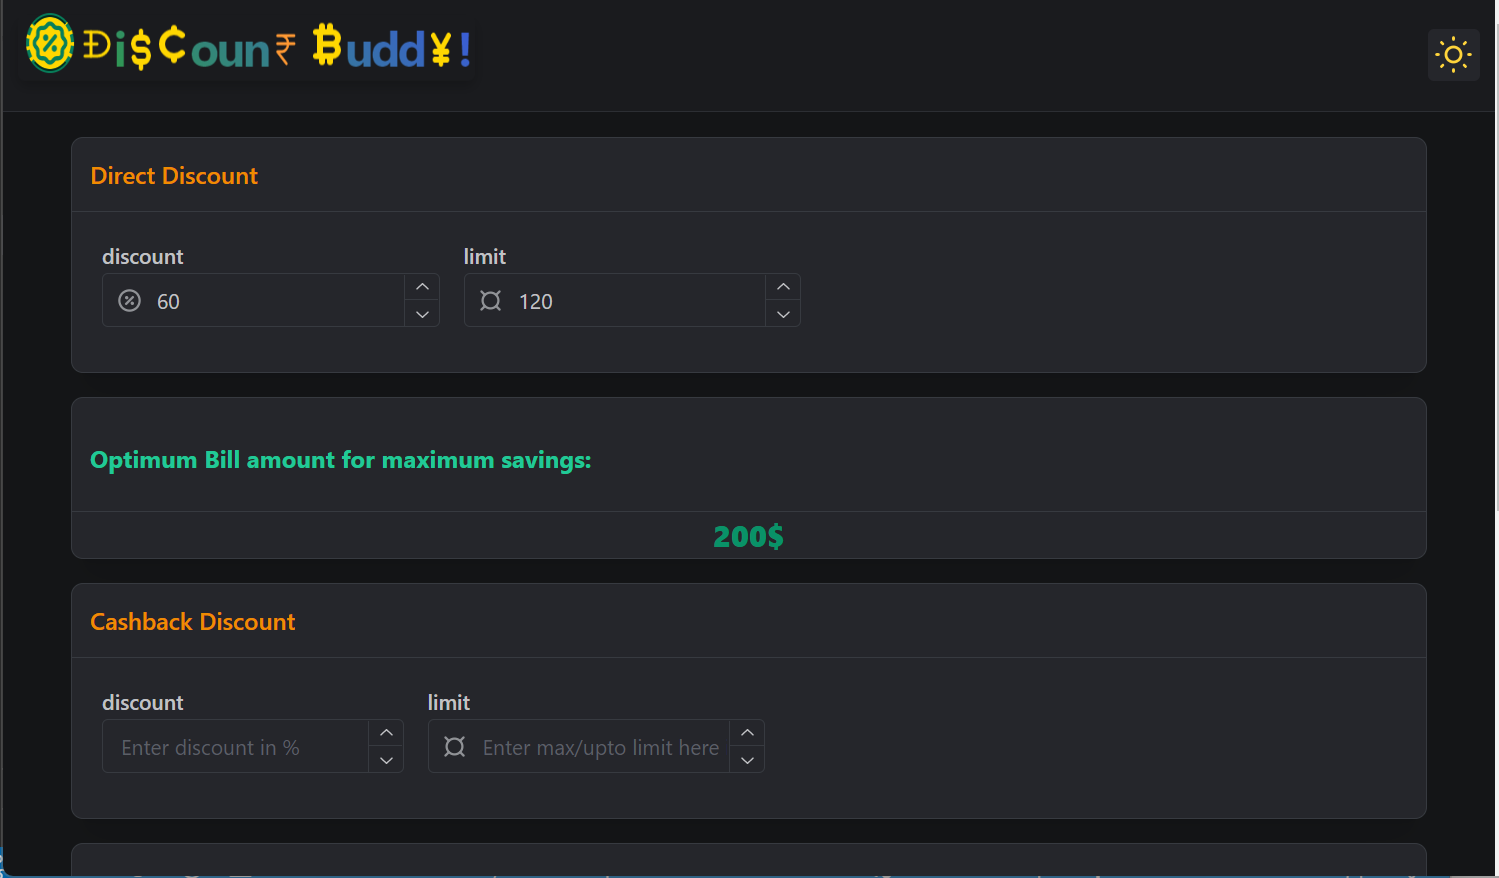 Ði$₵oun₹ ₿udd¥!
Direct Discount
discount
limit
60
120
Optimum Bill amount for maximum savings:
200$
Cashback Discount
discount
limit
Enter discount in %
Enter max/upto limit here